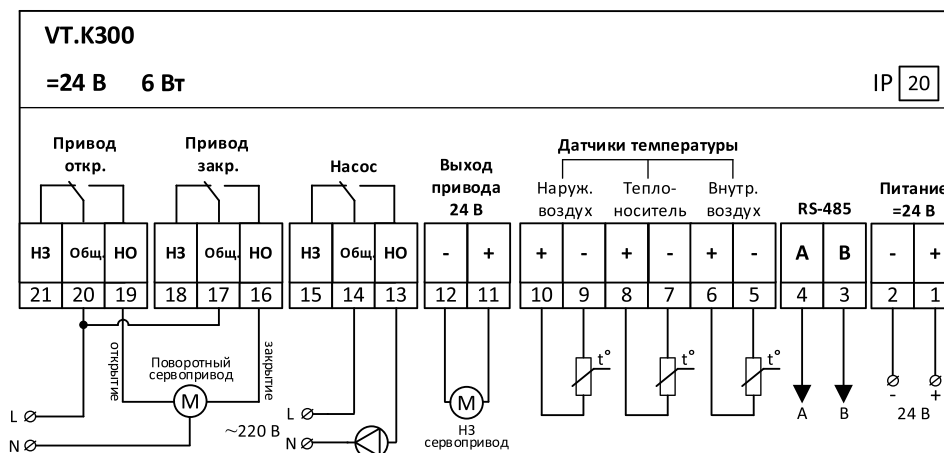 VT.K300
=24 В 6 Вт
IP 20
Привод откр.
Привод закр.
Насос
Выход привода 24 В
Датчики температуры
Наруж. воздух
Тепло-
носитель
Внутр. воздух
RS-485
Питание =24 В
НЗ Общ. НО НЗ Общ. НО НЗ Общ. НО - + + - + - + - A B - +
21 20 19 18 17 16 15 14 13 12 11 10 9 8 7 6 5 4 3 2 1
открытие
Поворотный
сервопривод
закрытие
M
L
N
~220 В
L
N
M
НЗ
сервопривод
t°
t°
t°
A
B
- +
24 В